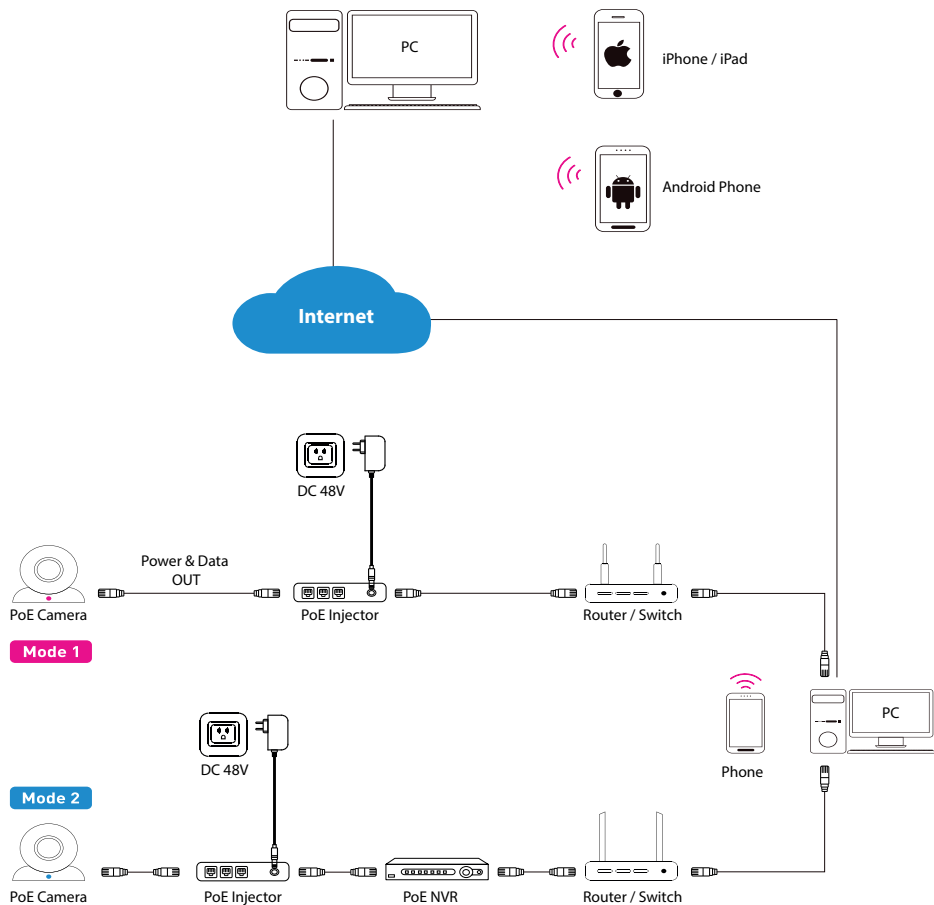 PC
iPhone / iPad
Android Phone
Internet
DC 48V
Power & Data
OUT
PoE Camera
PoE Injector
Router / Switch
Mode 1
PC
DC 48V
Phone
Mode 2
PoE Camera
PoE Injector
PoE NVR
Router / Switch